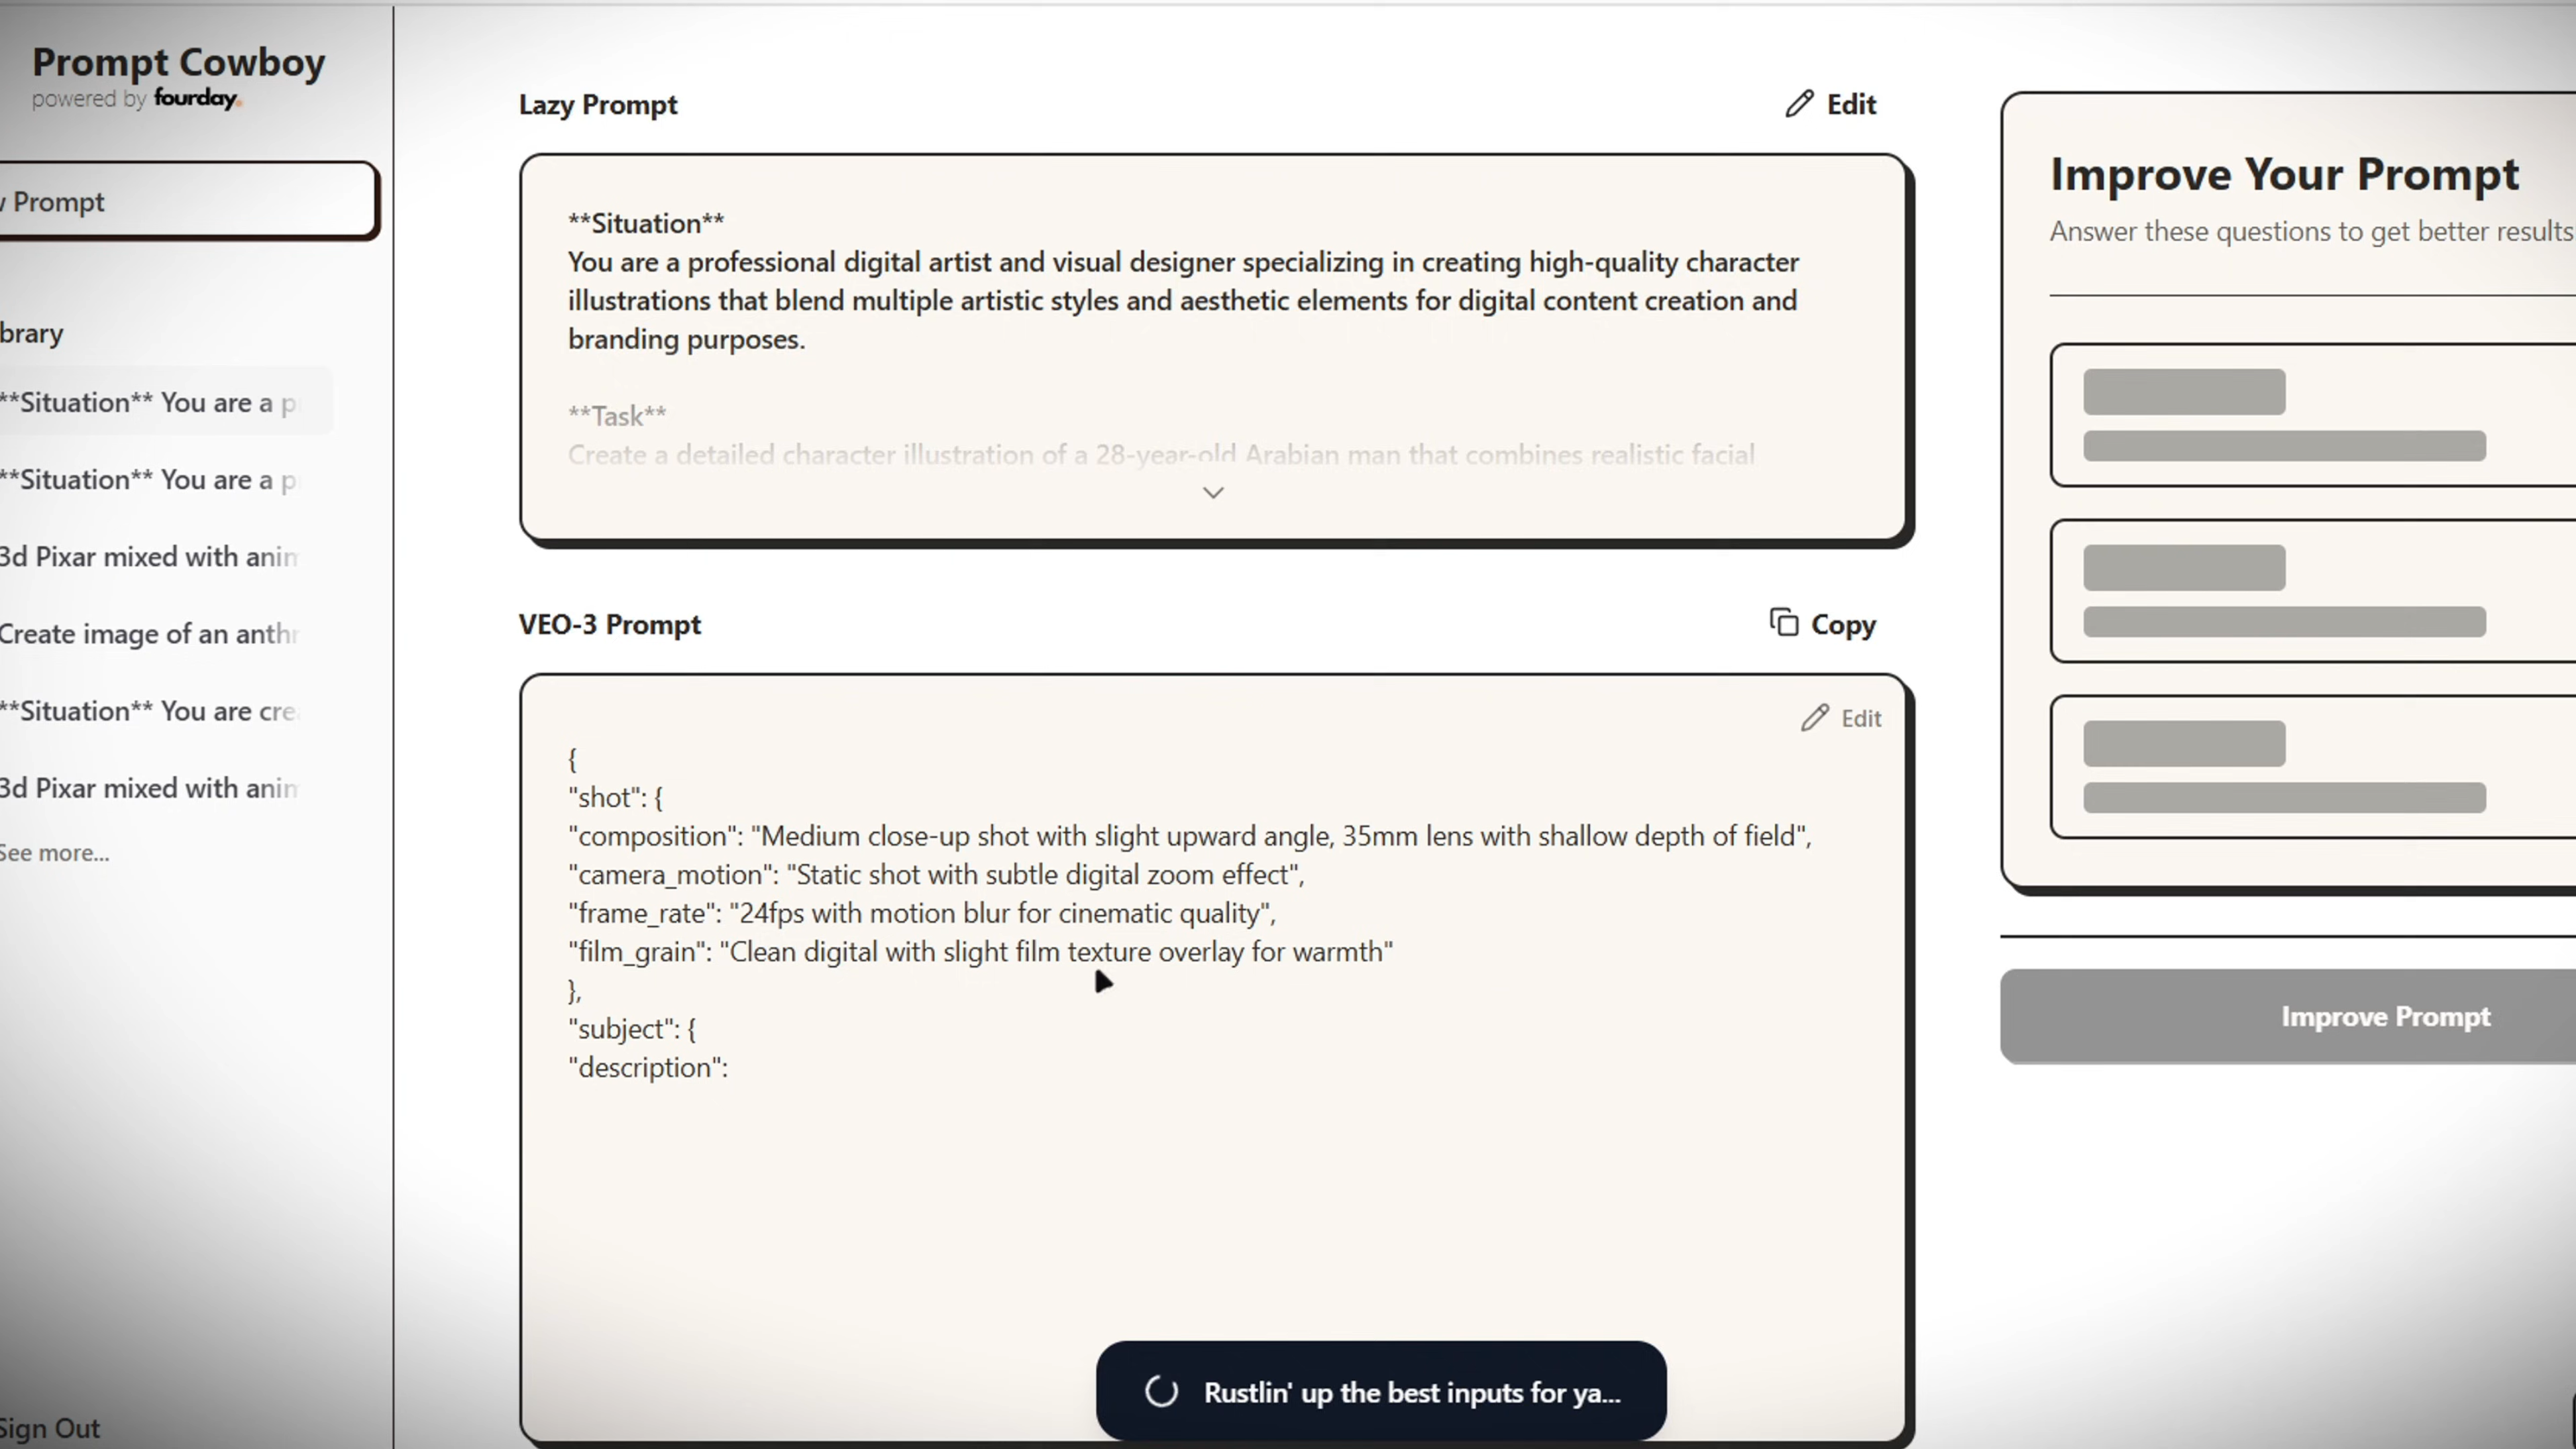 Prompt Cowboy
powered by fourday.
Prompt
Library
**Situation** You are a
**Situation** You are a
3d Pixar mixed with
Create image of an
**Situation** You are
3d Pixar mixed with
See more...
Sign Out
Lazy Prompt
Edit
**Situation**
You are a professional digital artist and visual designer specializing in creating high-quality character
illustrations that blend multiple artistic styles and aesthetic elements for digital content creation and
branding purposes.
**Task**
Create a detailed character illustration of a 28-year-old Arabian man that combines realistic facial
VEO-3 Prompt
Copy
Edit
{
"shot": {
"composition": "Medium close-up shot with slight upward angle, 35mm lens with shallow depth of field",
"camera_motion": "Static shot with subtle digital zoom effect",
"frame_rate": "24fps with motion blur for cinematic quality",
"film_grain": "Clean digital with slight film texture overlay for warmth"
},
"subject": {
"description":
Rustlin' up the best inputs for ya...
Improve Your Prompt
Answer these questions to get better results
Improve Prompt